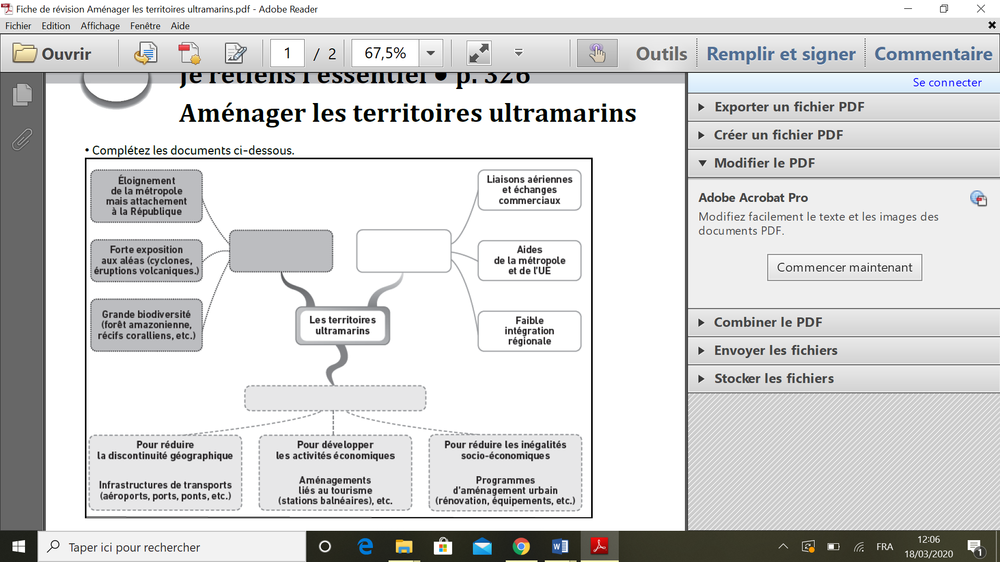 Fiche de révision Aménager les territoires ultramarins.pdf - Adobe Reader
Fichier Edition Affichage Fenêtre Aide
Ouvrir
1 / 2
67,5%
Outils
Remplir et signer
Commentaire
Je retiens l'essentiel ● p. 326
Aménager les territoires ultramarins
• Complétez les documents ci-dessous.
Éloignement
de la métropole
mais attachement
à la République
Forte exposition
aux aléas (cyclones,
éruptions volcaniques.)
Grande biodiversité
(forêt amazonienne,
récifs coralliens, etc.)
Liaisons aériennes
et échanges
commerciaux
Aides
de la métropole
et de l'UE
Faible
intégration
régionale
Les territoires
ultramarins
Pour réduire
la discontinuité géographique
Infrastructures de transports
(aéroports, ports, ponts, etc.)
Pour développer
les activités économiques
Aménagements
liés au tourisme
(stations balnéaires), etc.
Pour réduire les inégalités
socio-économiques
Programmes
d'aménagement urbain
(rénovation, équipements, etc.)
Se connecter
Exporter un fichier PDF
Créer un fichier PDF
Modifier le PDF
Adobe Acrobat Pro
Modifiez facilement le texte et les images des
documents PDF.
Commencer maintenant
Combiner le PDF
Envoyer les fichiers
Stocker les fichiers
Taper ici pour rechercher
FRA
12:06
18/03/2020
1